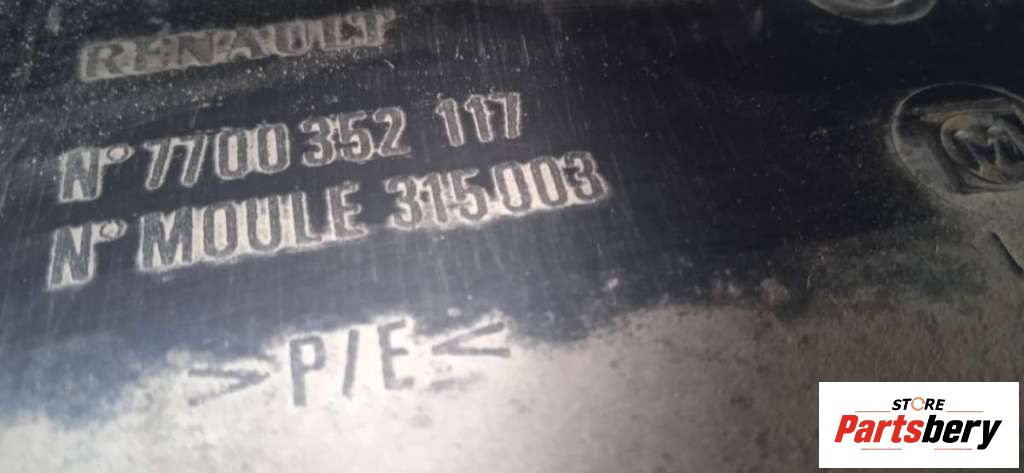 RENAULT
N° 7700 352 117
N° MOULE 315003
>P/E<
M
STORE
Partsbery